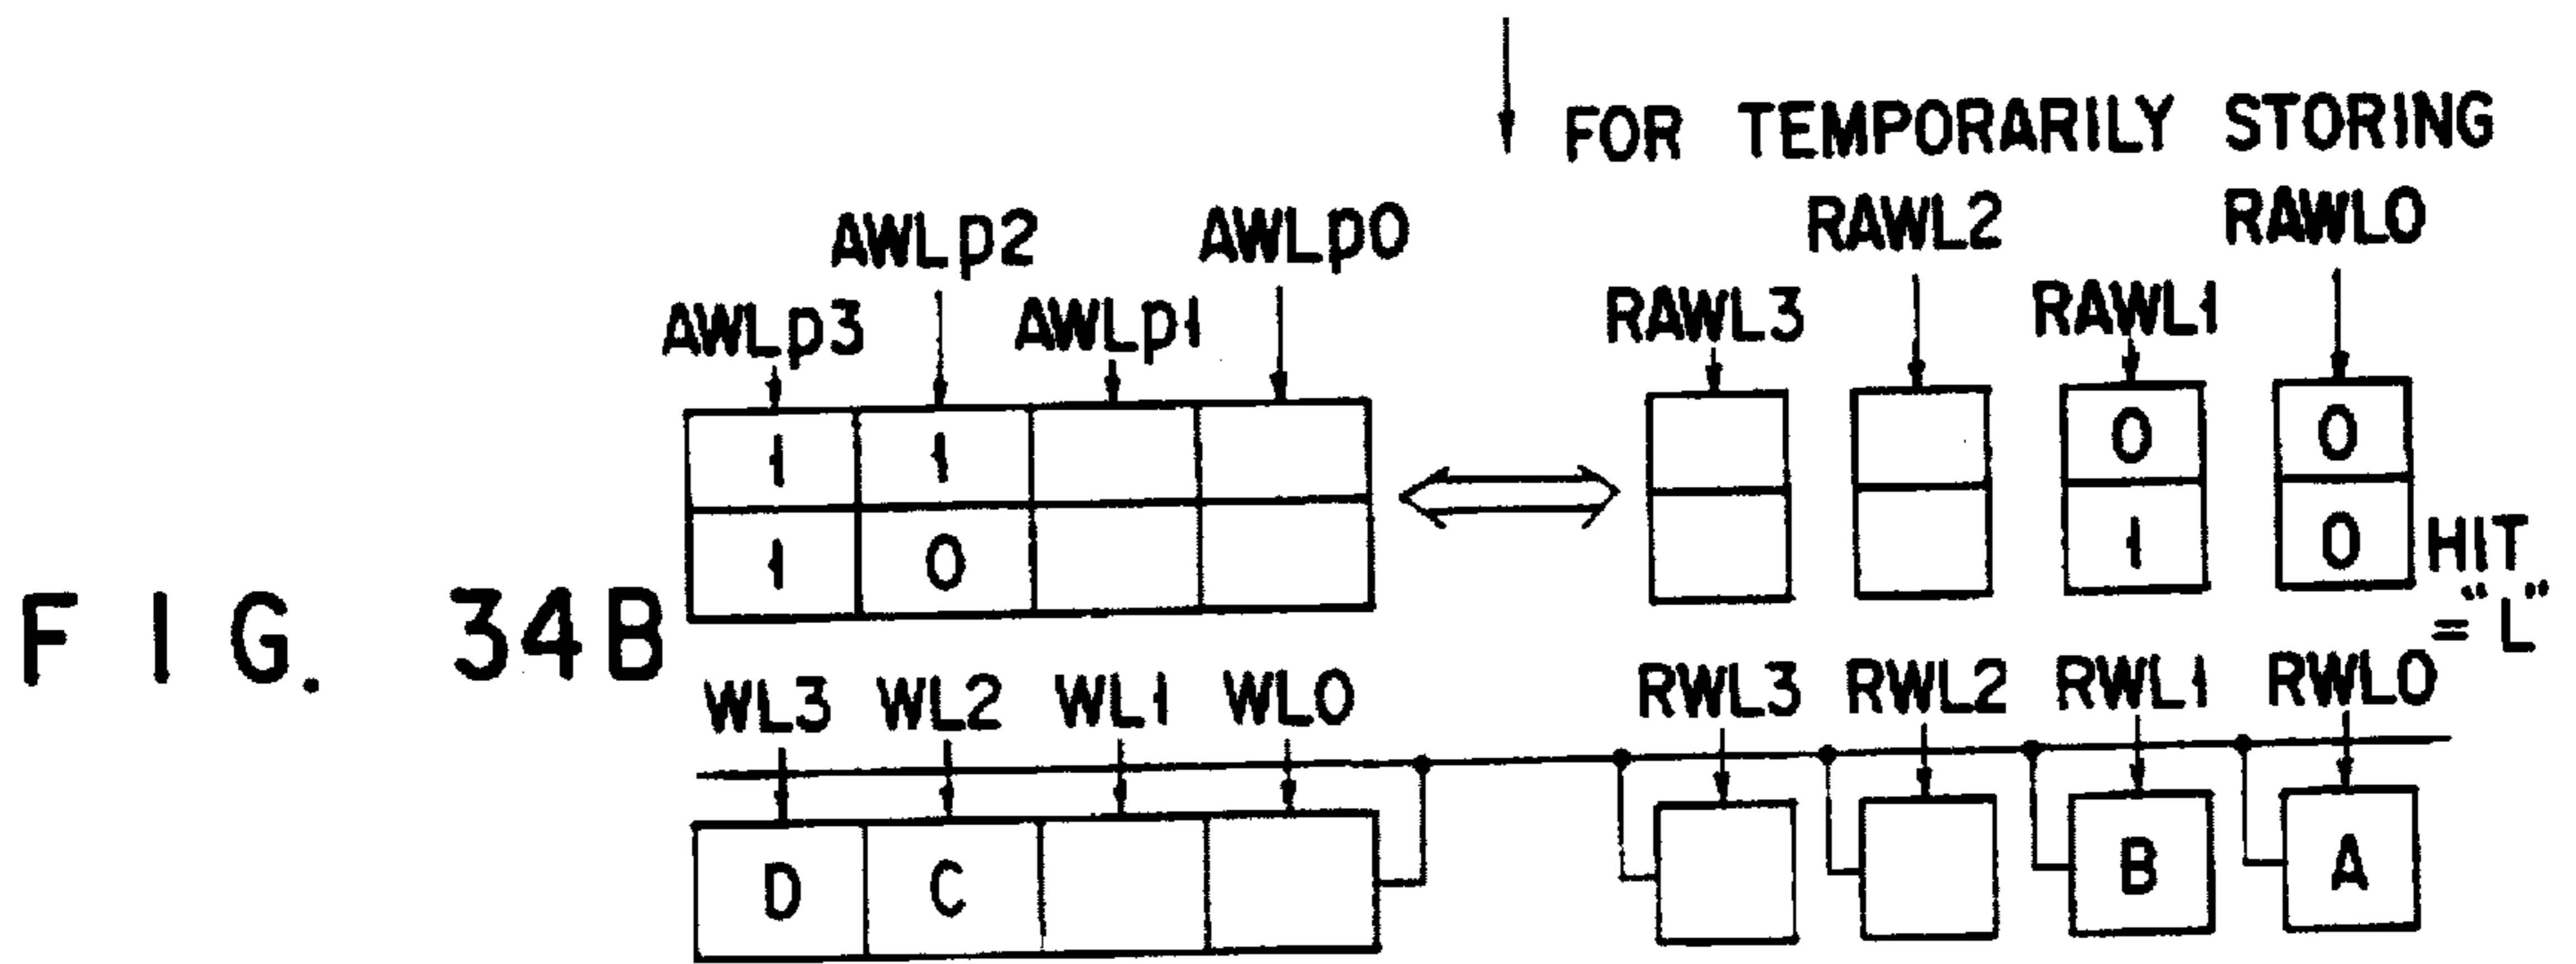 FOR TEMPORARILY STORING
AWLp2 AWLp0 RAWL2 RAWL0
AWLp3 AWLp1 RAWL3 RAWL1
1 1 0 0
1 0 1 0 HIT
="L"
FIG. 34B
WL3 WL2 WL1 WL0 RWL3 RWL2 RWL1 RWL0
D C B A